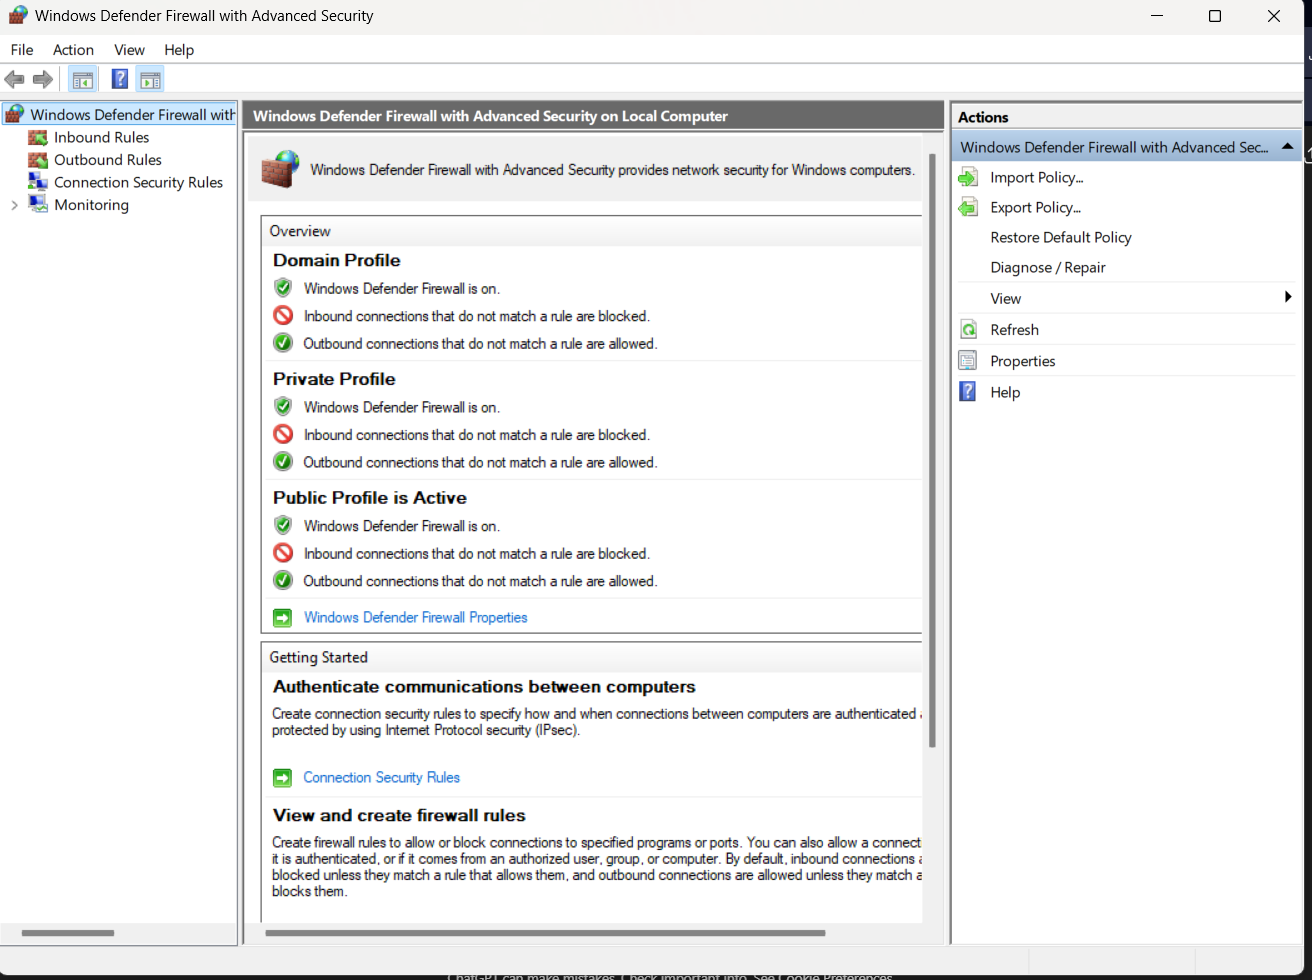 Windows Defender Firewall with Advanced Security
File Action View Help
Windows Defender Firewall with
Inbound Rules
Outbound Rules
Connection Security Rules
Monitoring
Windows Defender Firewall with Advanced Security on Local Computer
Windows Defender Firewall with Advanced Security provides network security for Windows computers.
Overview
Domain Profile
Windows Defender Firewall is on.
Inbound connections that do not match a rule are blocked.
Outbound connections that do not match a rule are allowed.
Private Profile
Windows Defender Firewall is on.
Inbound connections that do not match a rule are blocked.
Outbound connections that do not match a rule are allowed.
Public Profile is Active
Windows Defender Firewall is on.
Inbound connections that do not match a rule are blocked.
Outbound connections that do not match a rule are allowed.
Windows Defender Firewall Properties
Getting Started
Authenticate communications between computers
Create connection security rules to specify how and when connections between computers are authenticated
protected by using Internet Protocol security (IPsec).
Connection Security Rules
View and create firewall rules
Create firewall rules to allow or block connections to specified programs or ports. You can also allow a connect
it is authenticated, or if it comes from an authorized user, group, or computer. By default, inbound connections
blocked unless they match a rule that allows them, and outbound connections are allowed unless they match a
blocks them.
Actions
Windows Defender Firewall with Advanced Sec...
Import Policy...
Export Policy...
Restore Default Policy
Diagnose / Repair
View
Refresh
Properties
Help
ChatGPT can make mistakes. Check important info. See Cookie Preferences.